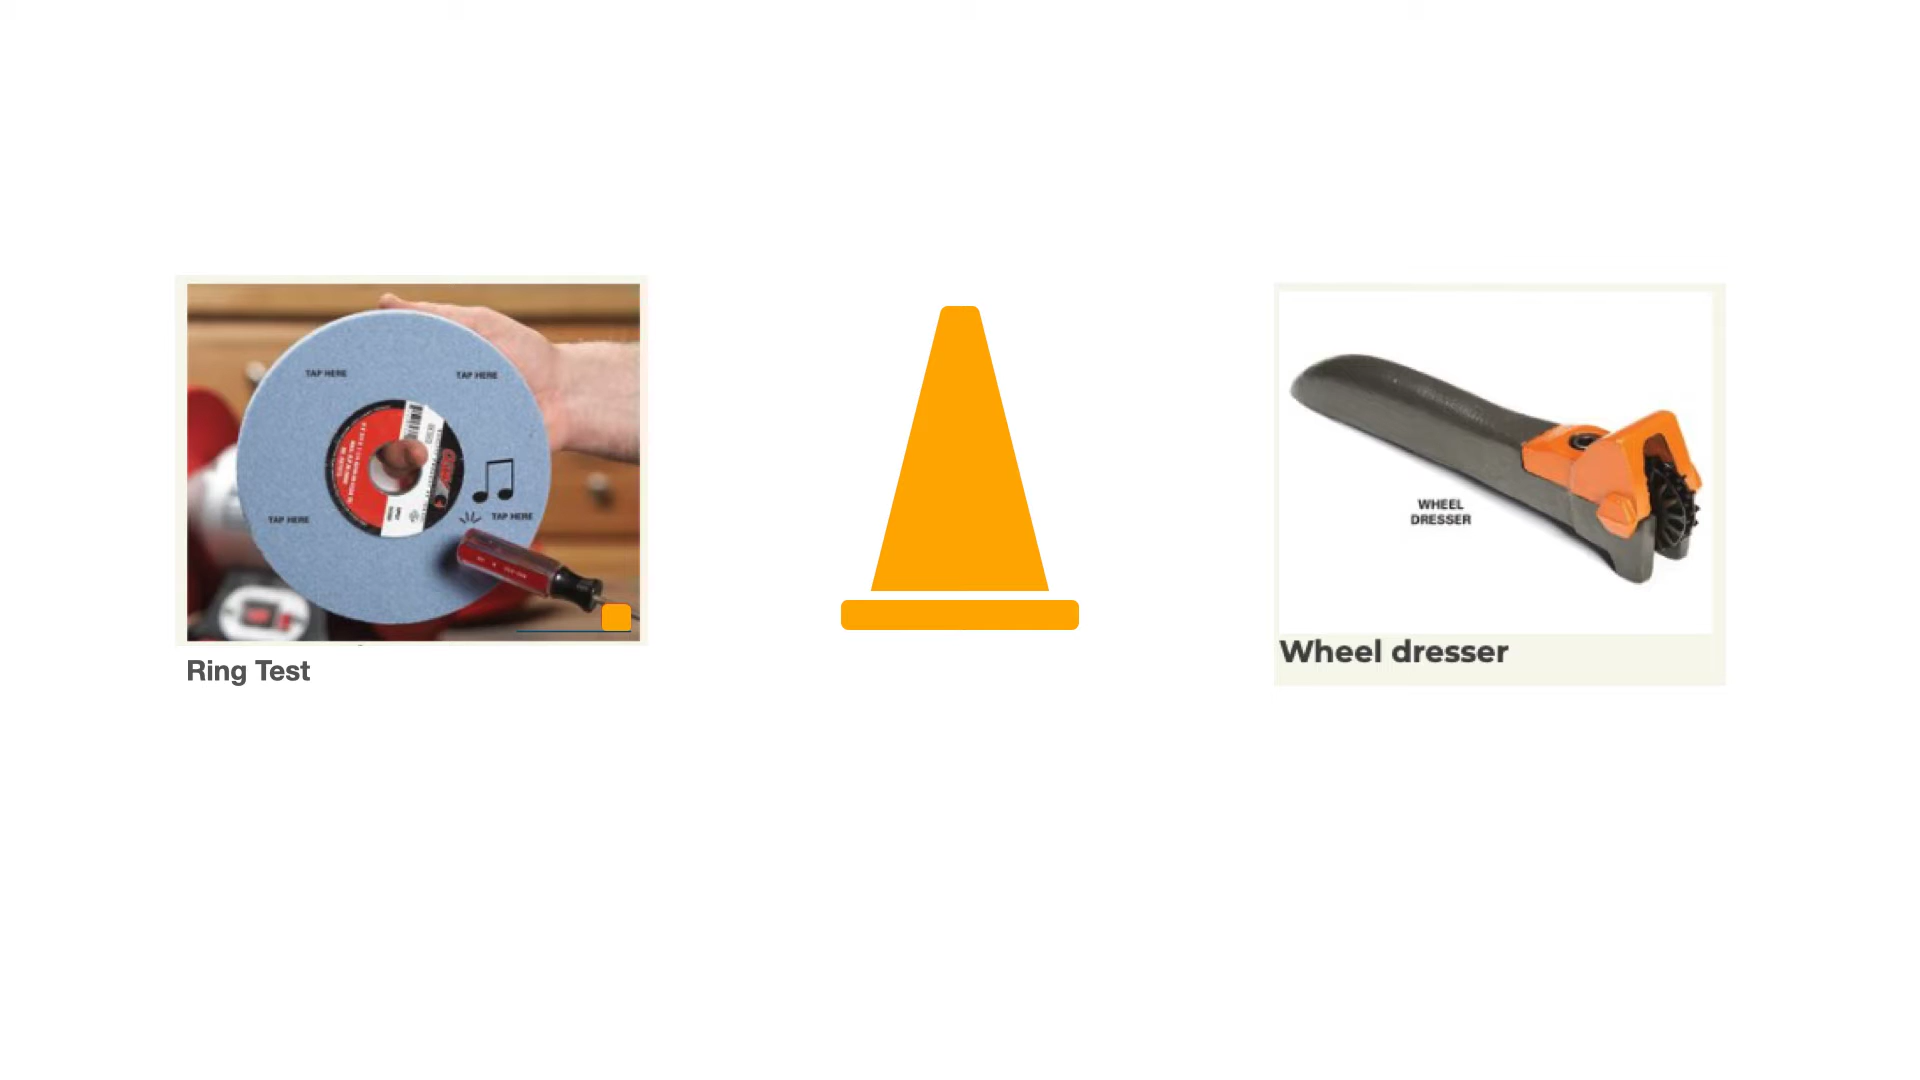 TAP HERE
TAP HERE
TAP HERE
TAP HERE
Ring Test
WHEEL
DRESSER
Wheel dresser